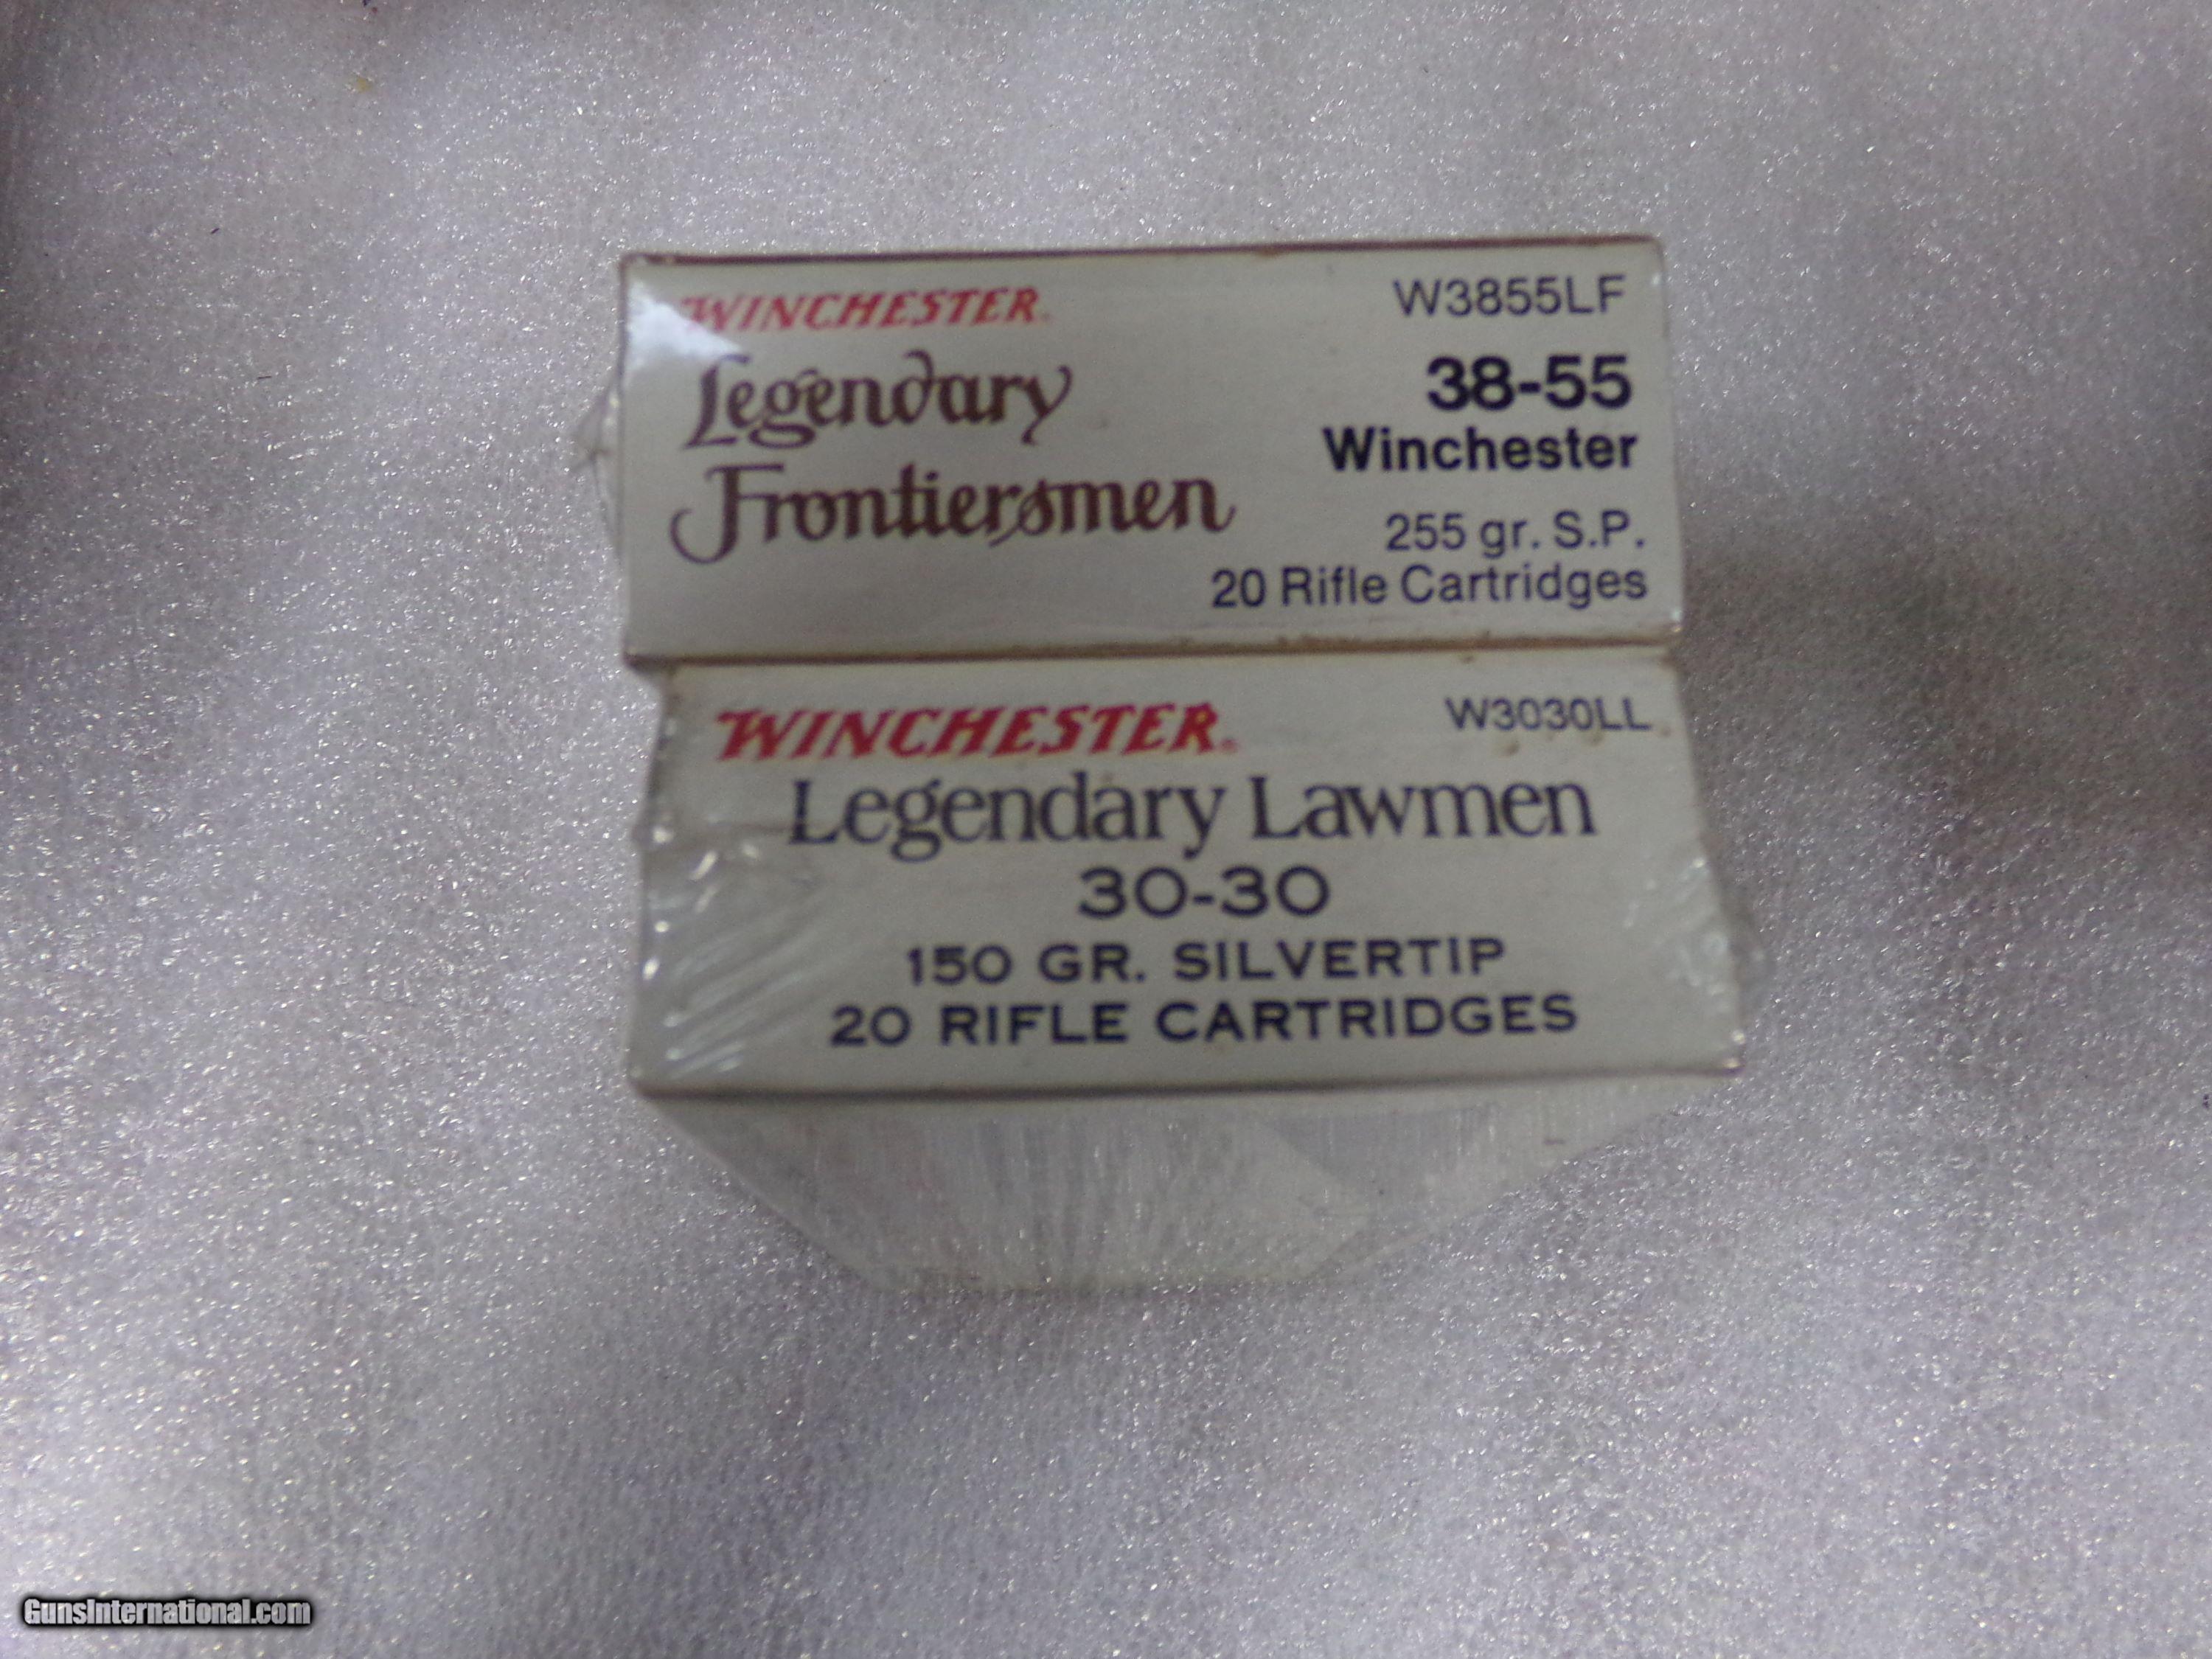 WINCHESTER®
W3855LF
Legendary
Frontiersmen
38-55
Winchester
255 gr. S.P.
20 Rifle Cartridges
WINCHESTER®
W3030LL
Legendary Lawmen
30-30
150 GR. SILVERTIP
20 RIFLE CARTRIDGES
GunsInternational.com